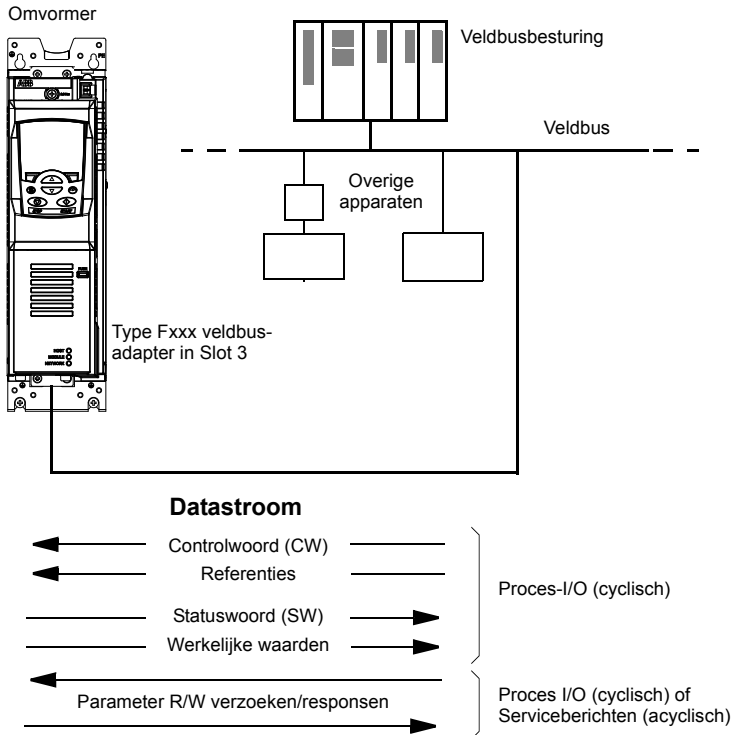 Omvormer
Veldbusbesturing
Veldbus
Overige
apparaten
ABB
Type Fxxx veldbus-
adapter in Slot 3
Datastroom
Controlwoord (CW)
Referenties
Proces-I/O (cyclisch)
Statuswoord (SW)
Werkelijke waarden
Parameter R/W verzoeken/responsen
Proces I/O (cyclisch) of
Serviceberichten (acyclisch)